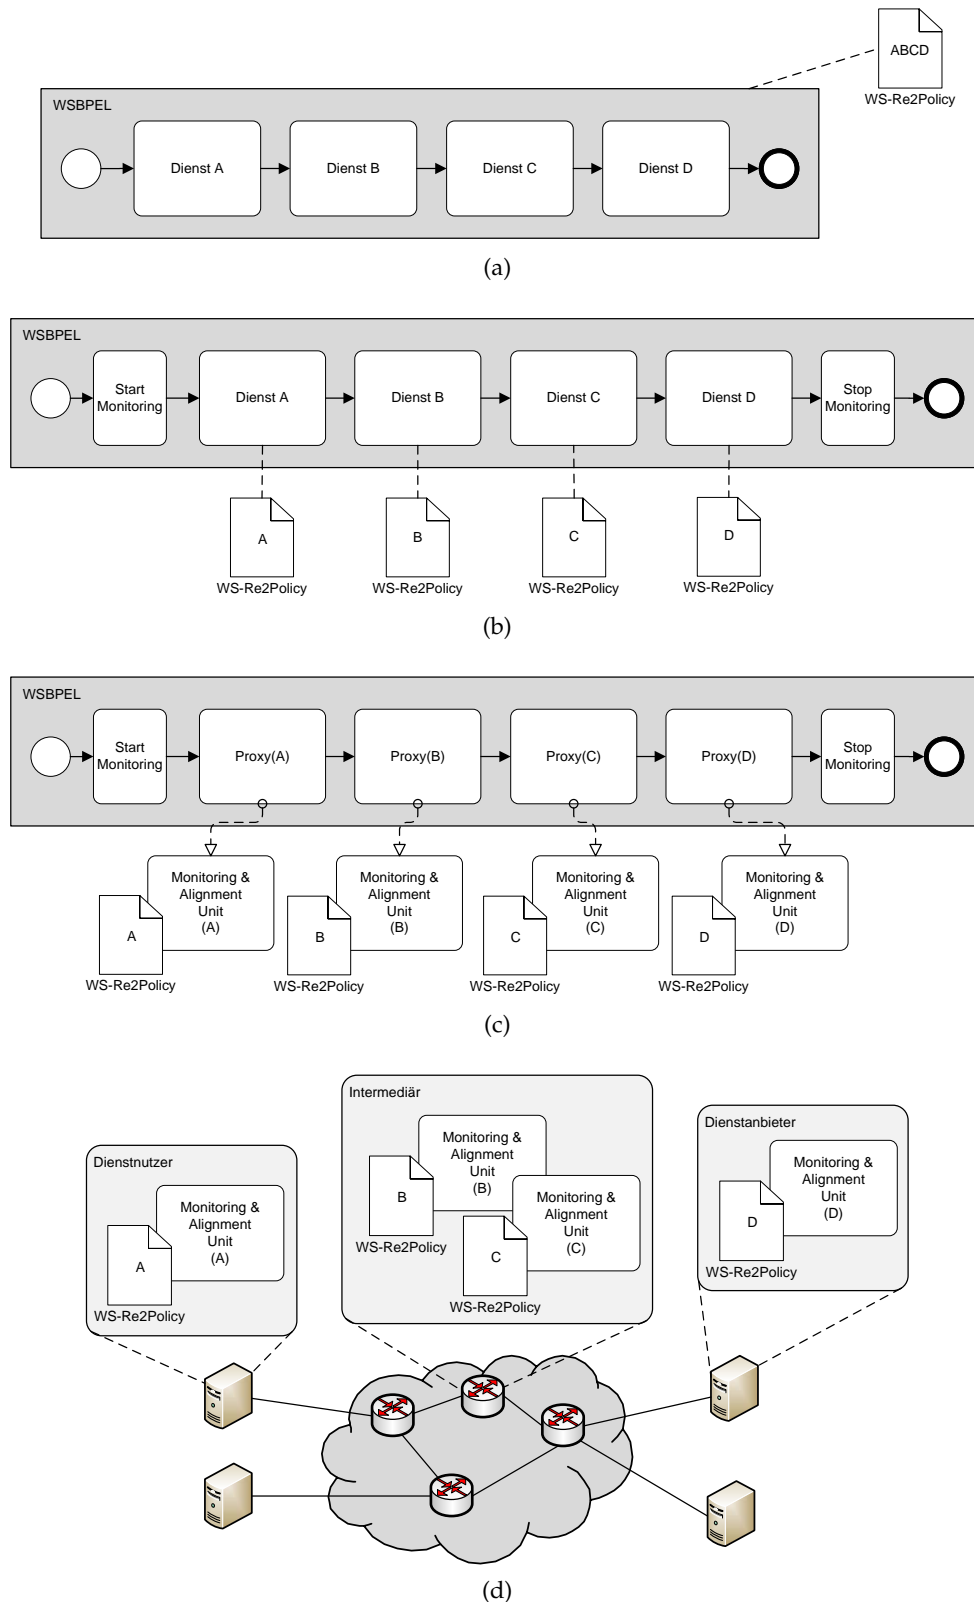 ABCD
WS-Re2Policy
WSBPEL
Dienst A
Dienst B
Dienst C
Dienst D
(a)
WSBPEL
Start
Monitoring
Dienst A
Dienst B
Dienst C
Dienst D
Stop
Monitoring
A
WS-Re2Policy
B
WS-Re2Policy
C
WS-Re2Policy
D
WS-Re2Policy
(b)
WSBPEL
Start
Monitoring
Proxy(A)
Proxy(B)
Proxy(C)
Proxy(D)
Stop
Monitoring
Monitoring &
Alignment
Unit
(A)
A
WS-Re2Policy
Monitoring &
Alignment
Unit
(B)
B
WS-Re2Policy
Monitoring &
Alignment
Unit
(C)
C
WS-Re2Policy
Monitoring &
Alignment
Unit
(D)
D
WS-Re2Policy
(c)
Dienstnutzer
Monitoring &
Alignment
Unit
(A)
A
WS-Re2Policy
Intermediär
Monitoring &
Alignment
Unit
(B)
B
WS-Re2Policy
Monitoring &
Alignment
Unit
(C)
C
WS-Re2Policy
Dienstanbieter
Monitoring &
Alignment
Unit
(D)
D
WS-Re2Policy
(d)